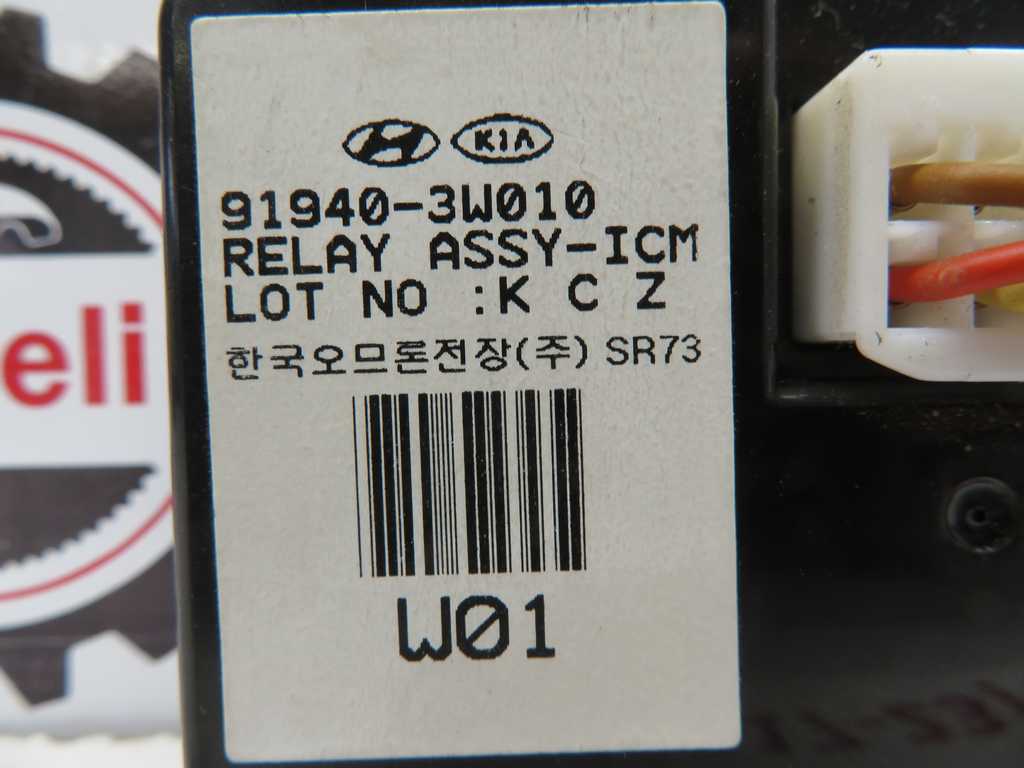 KIA
91940-3W010
RELAY ASSY-ICM
LOT NO :K C Z
한국오므론전장(주) SR73
W01
eli